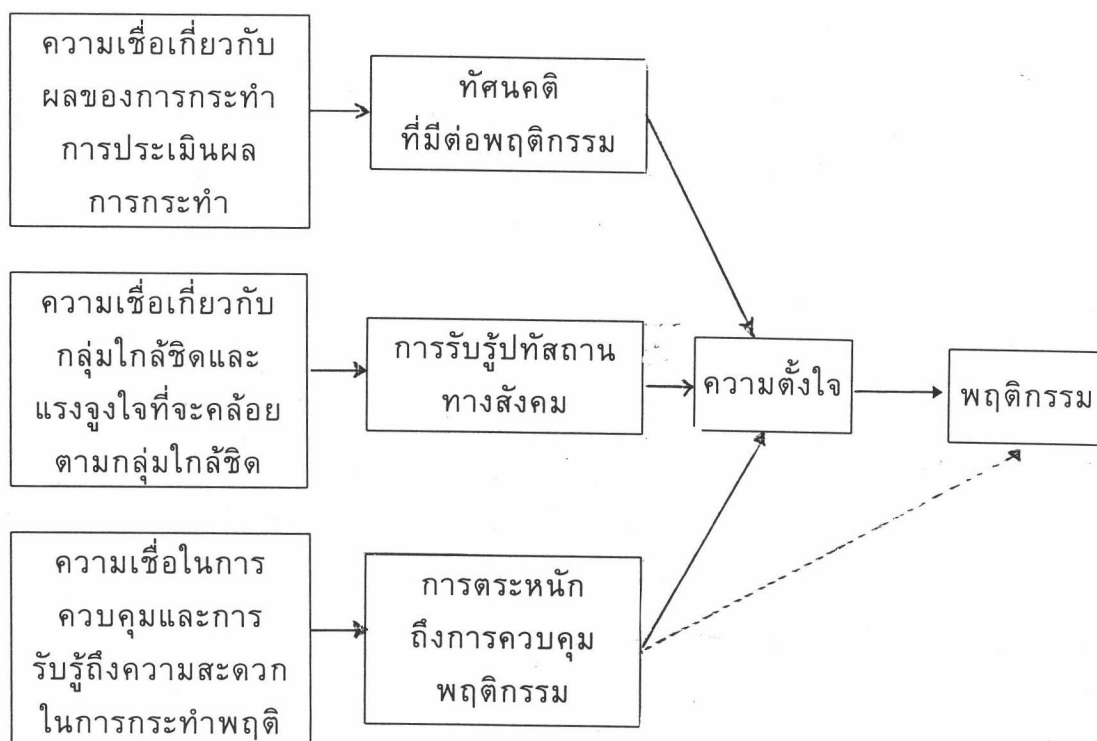 ความเชื่อเกี่ยวกับ
ผลของการกระทำ
การประเมินผล
การกระทำ
ทัศนคติ
ที่มีต่อพฤติกรรม
ความเชื่อเกี่ยวกับ
กลุ่มใกล้ชิดและ
แรงจูงใจที่จะคล้อย
ตามกลุ่มใกล้ชิด
การรับรู้ปทัสถาน
ทางสังคม
ความตั้งใจ
พฤติกรรม
ความเชื่อในการ
ควบคุมและการ
รับรู้ถึงความสะดวก
ในการกระทำพฤติ
การตระหนัก
ถึงการควบคุม
พฤติกรรม